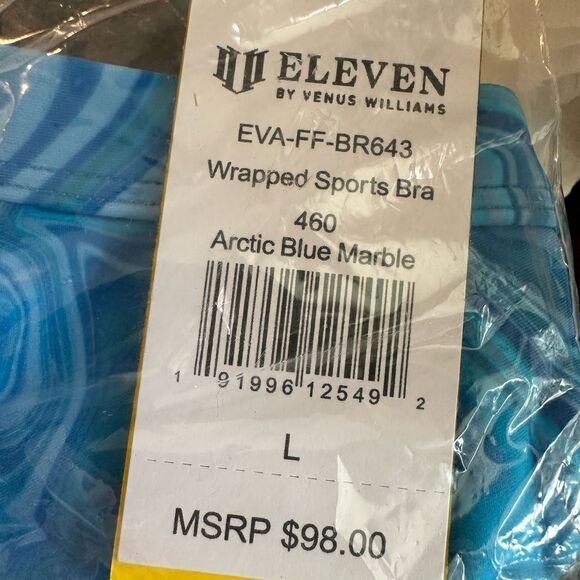 ELEVEN
BY VENUS WILLIAMS
EVA-FF-BR643
Wrapped Sports Bra
460
Arctic Blue Marble
1 91996 12549 2
L
MSRP $98.00